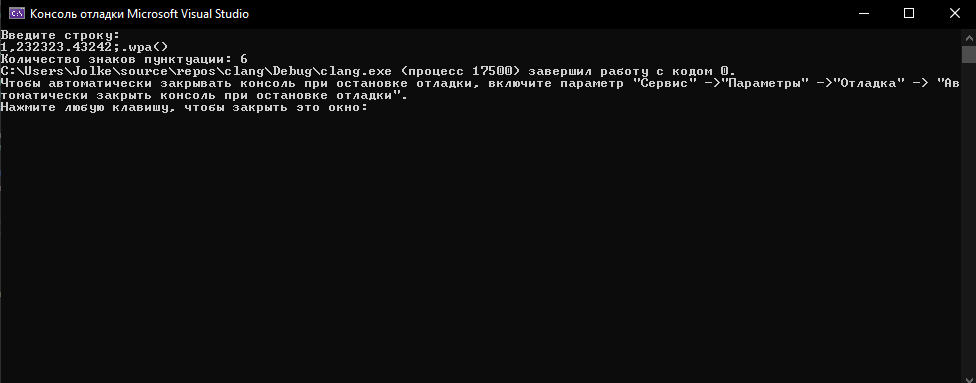 Консоль отладки Microsoft Visual Studio
Введите строку:
1,232323.43242;.wpa()
Количество знаков пунктуации: 6
C:\Users\Jolke\source\repos\clang\Debug\clang.exe (процесс 17500) завершил работу с кодом 0.
Чтобы автоматически закрывать консоль при остановке отладки, включите параметр "Сервис" ->"Параметры" ->"Отладка" -> "Ав
томатически закрыть консоль при остановке отладки".
Нажмите любую клавишу, чтобы закрыть это окно: